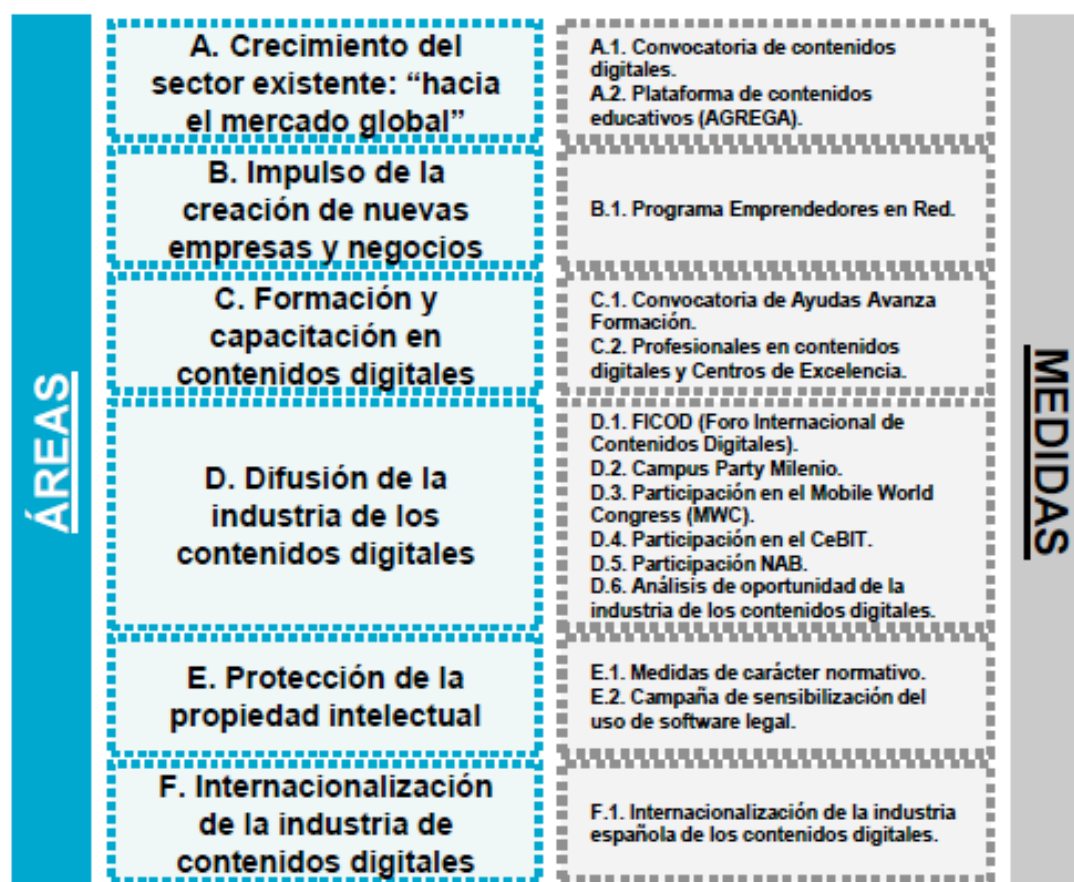 ÁREAS
A. Crecimiento del
sector existente: “hacia
el mercado global”
A.1. Convocatoria de contenidos
digitales.
A.2. Plataforma de contenidos
educativos (AGREGA).
B. Impulso de la
creación de nuevas
empresas y negocios
B.1. Programa Emprendedores en Red.
C. Formación y
capacitación en
contenidos digitales
C.1. Convocatoria de Ayudas Avanza
Formación.
C.2. Profesionales en contenidos
digitales y Centros de Excelencia.
D. Difusión de la
industria de los
contenidos digitales
D.1. FICOD (Foro Internacional de
Contenidos Digitales).
D.2. Campus Party Milenio.
D.3. Participación en el Mobile World
Congress (MWC).
D.4. Participación en el CeBIT.
D.5. Participación NAB.
D.6. Análisis de oportunidad de la
industria de los contenidos digitales.
E. Protección de la
propiedad intelectual
E.1. Medidas de carácter normativo.
E.2. Campaña de sensibilización del
uso de software legal.
F. Internacionalización
de la industria de
contenidos digitales
F.1. Internacionalización de la industria
española de los contenidos digitales.
MEDIDAS